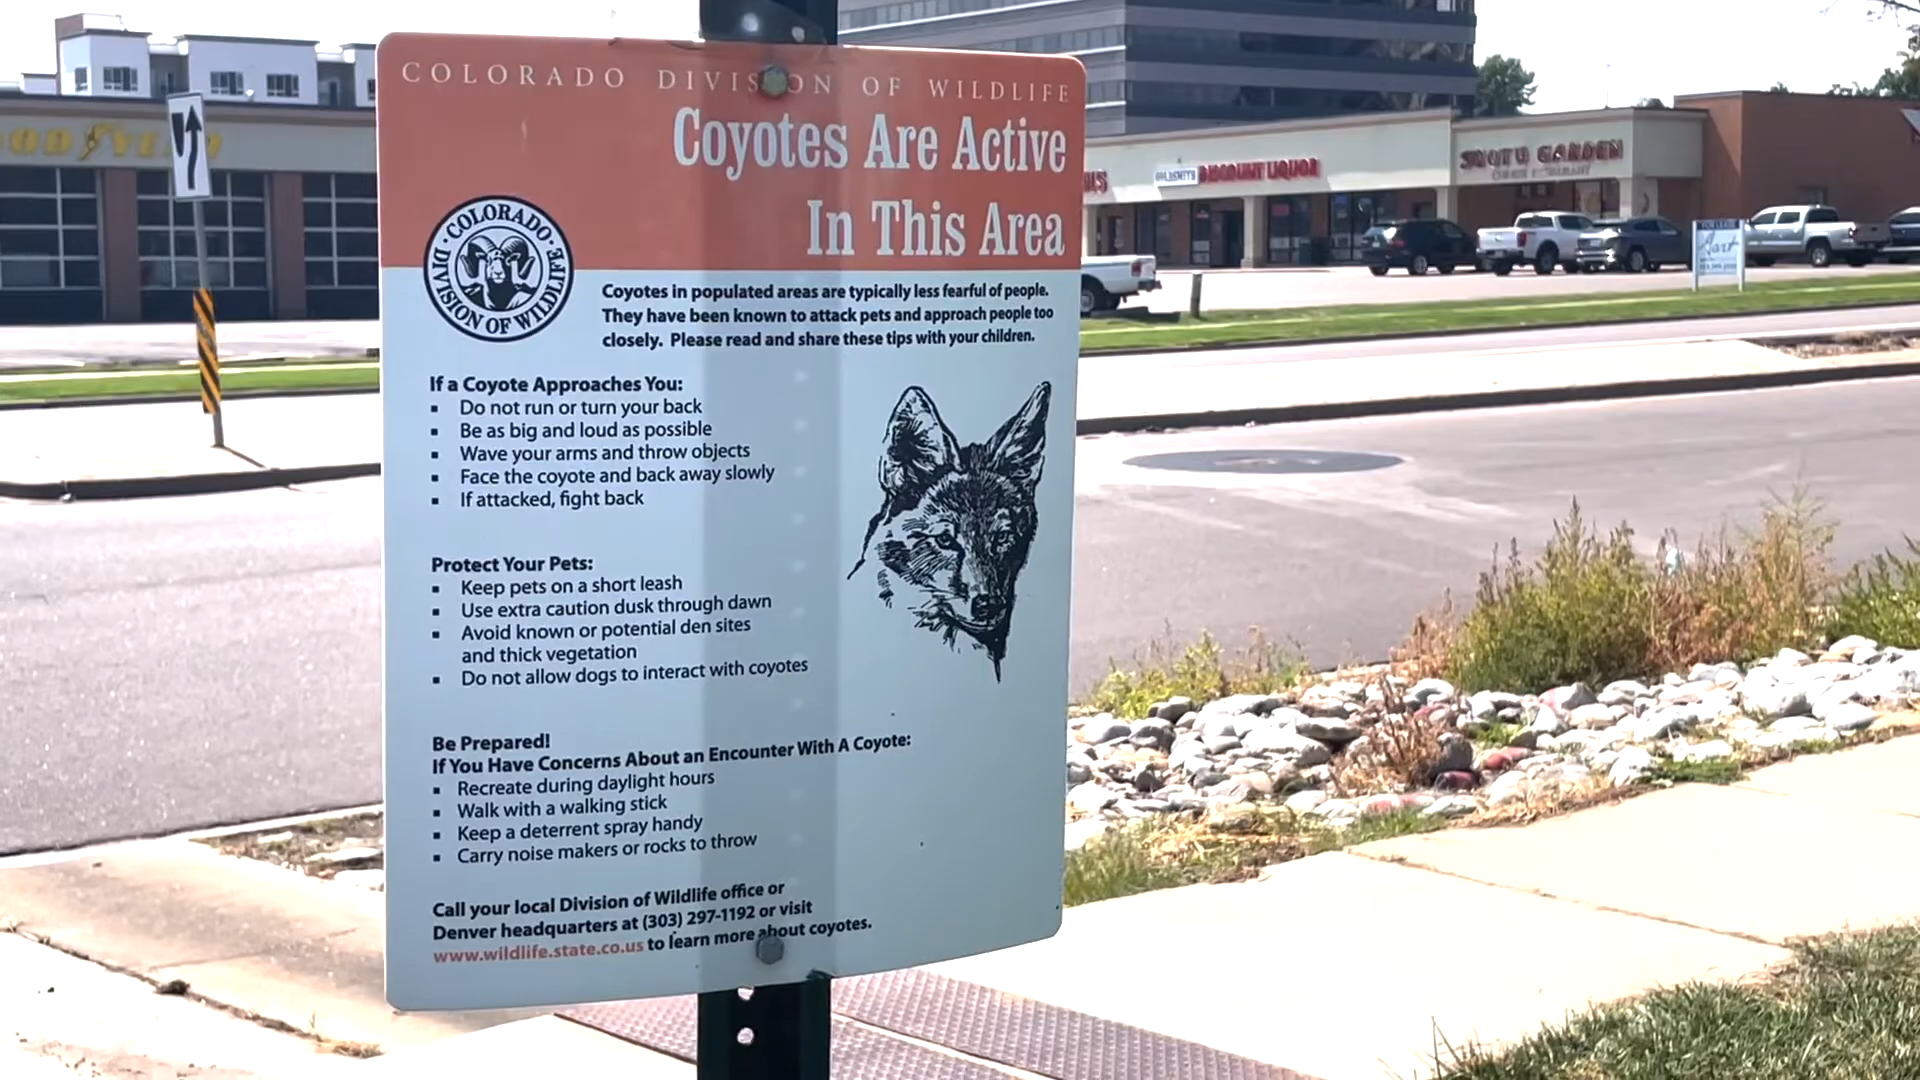 COLORADO DIVISION OF WILDLIFE
Coyotes Are Active
In This Area
COLORADO
DIVISION OF WILDLIFE
Coyotes in populated areas are typically less fearful of people.
They have been known to attack pets and approach people too
closely. Please read and share these tips with your children.
If a Coyote Approaches You:
▪ Do not run or turn your back
▪ Be as big and loud as possible
▪ Wave your arms and throw objects
▪ Face the coyote and back away slowly
▪ If attacked, fight back
Protect Your Pets:
▪ Keep pets on a short leash
▪ Use extra caution dusk through dawn
▪ Avoid known or potential den sites
and thick vegetation
▪ Do not allow dogs to interact with coyotes
Be Prepared!
If You Have Concerns About an Encounter With A Coyote:
▪ Recreate during daylight hours
▪ Walk with a walking stick
▪ Keep a deterrent spray handy
▪ Carry noise makers or rocks to throw
Call your local Division of Wildlife office or
Denver headquarters at (303) 297-1192 or visit
www.wildlife.state.co.us to learn more about coyotes.
GOLDSMITH DISCOUNT LIQUOR
GARDEN
FOR LEASE